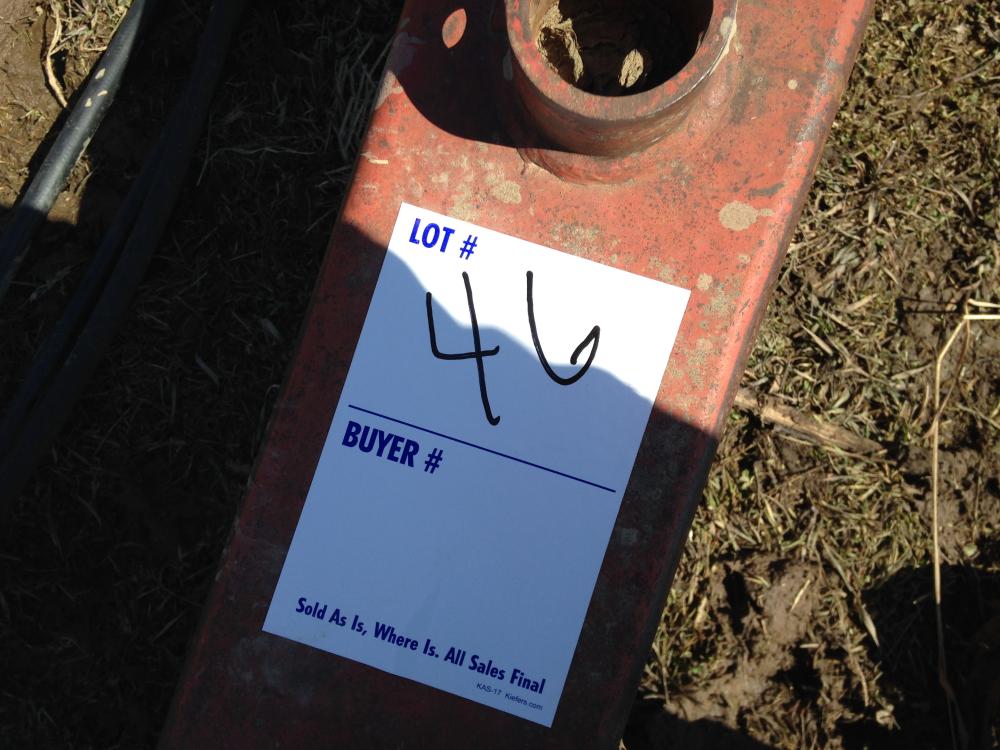 LOT #
46
BUYER #
Sold As Is, Where Is. All Sales Final
KAS-17 Kiefers.com